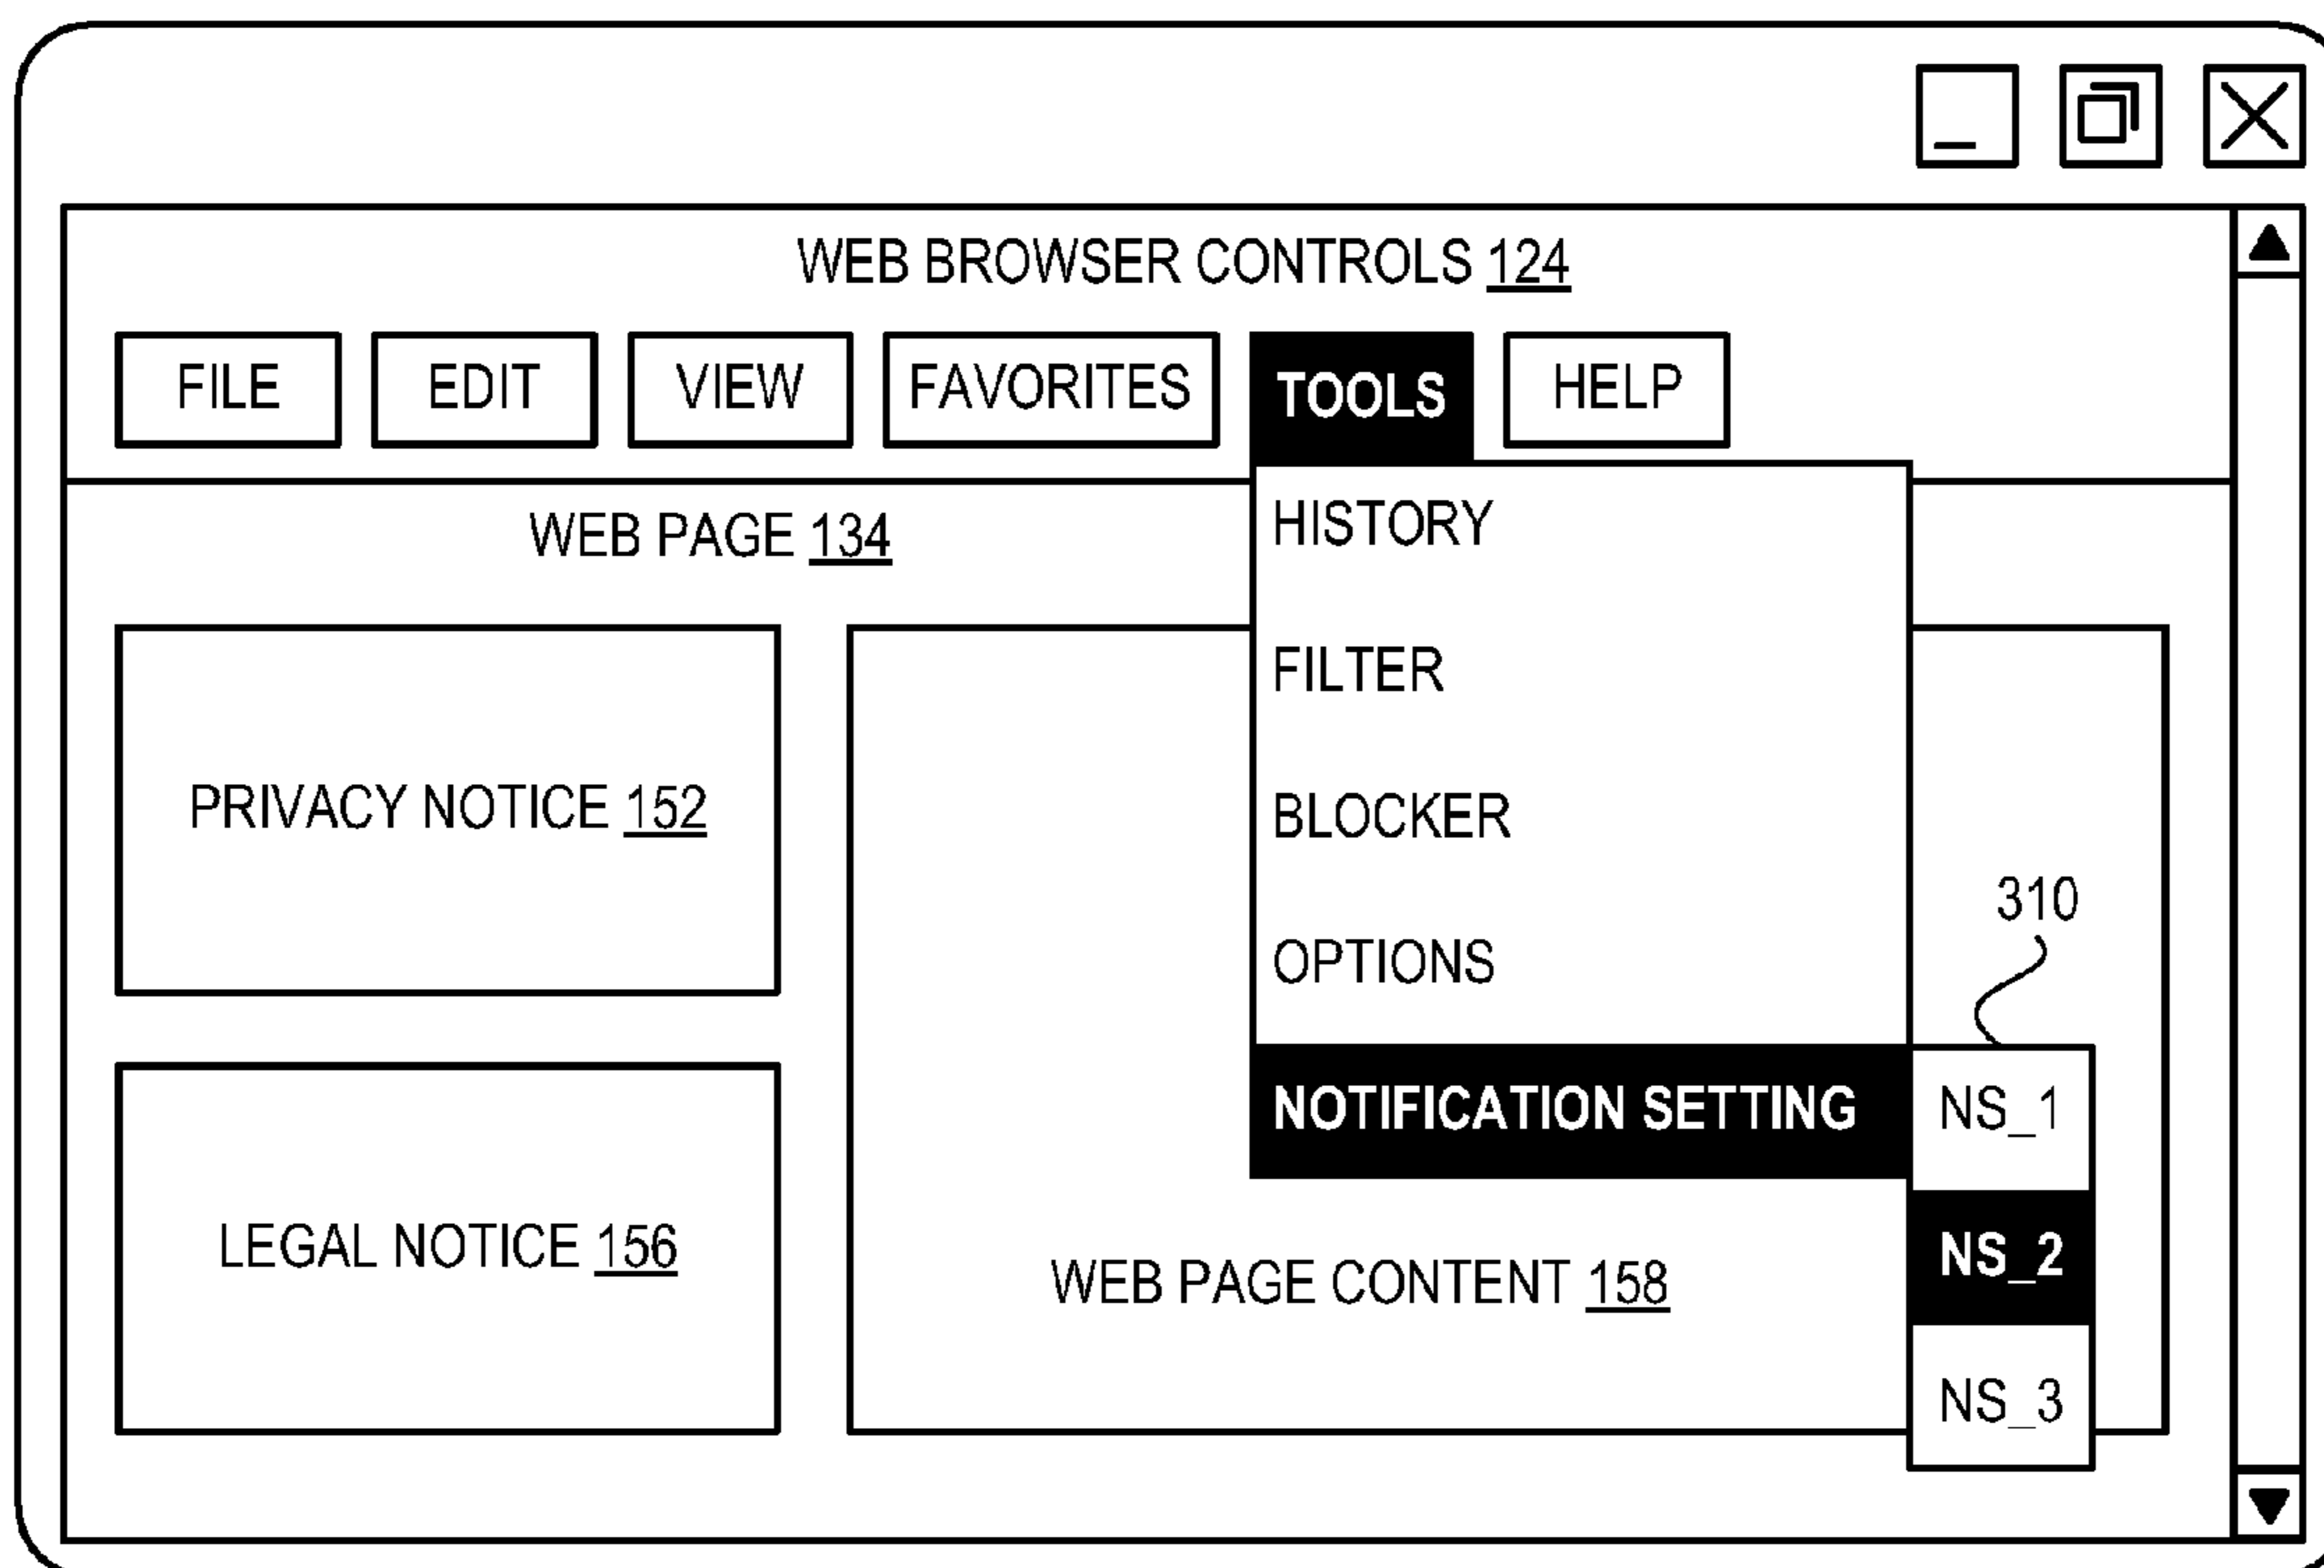 WEB BROWSER CONTROLS 124
FILE EDIT VIEW FAVORITES TOOLS HELP
WEB PAGE 134
HISTORY
FILTER
BLOCKER
OPTIONS
NOTIFICATION SETTING
310
NS_1
NS_2
NS_3
PRIVACY NOTICE 152
LEGAL NOTICE 156
WEB PAGE CONTENT 158